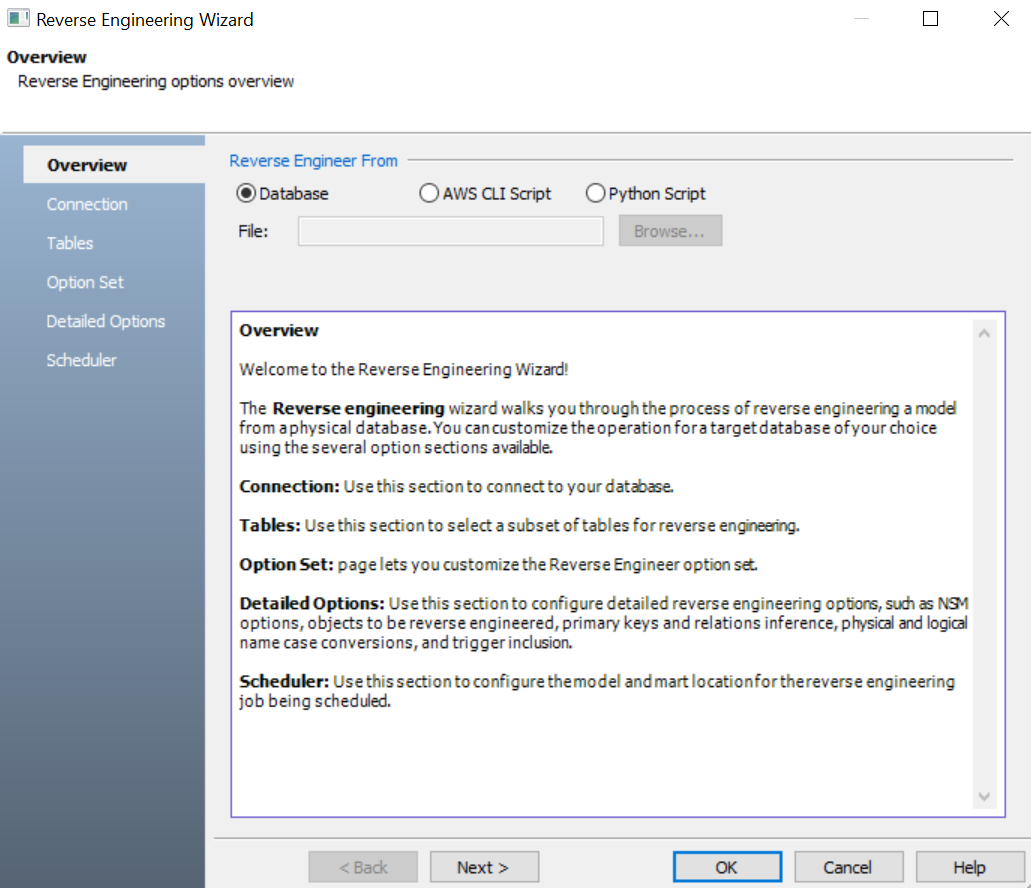 Reverse Engineering Wizard
Overview
Reverse Engineering options overview
Overview
Connection
Tables
Option Set
Detailed Options
Scheduler
Reverse Engineer From
Database
AWS CLI Script
Python Script
File:
Browse...
Overview
Welcome to the Reverse Engineering Wizard!
The Reverse engineering wizard walks you through the process of reverse engineering a model
from a physical database. You can customize the operation for a target database of your choice
using the several option sections available.
Connection: Use this section to connect to your database.
Tables: Use this section to select a subset of tables for reverse engineering.
Option Set: page lets you customize the Reverse Engineer option set.
Detailed Options: Use this section to configure detailed reverse engineering options, such as NSM
options, objects to be reverse engineered, primary keys and relations inference, physical and logical
name case conversions, and trigger inclusion.
Scheduler: Use this section to configure the model and mart location for the reverse engineering
job being scheduled.
< Back
Next >
OK
Cancel
Help